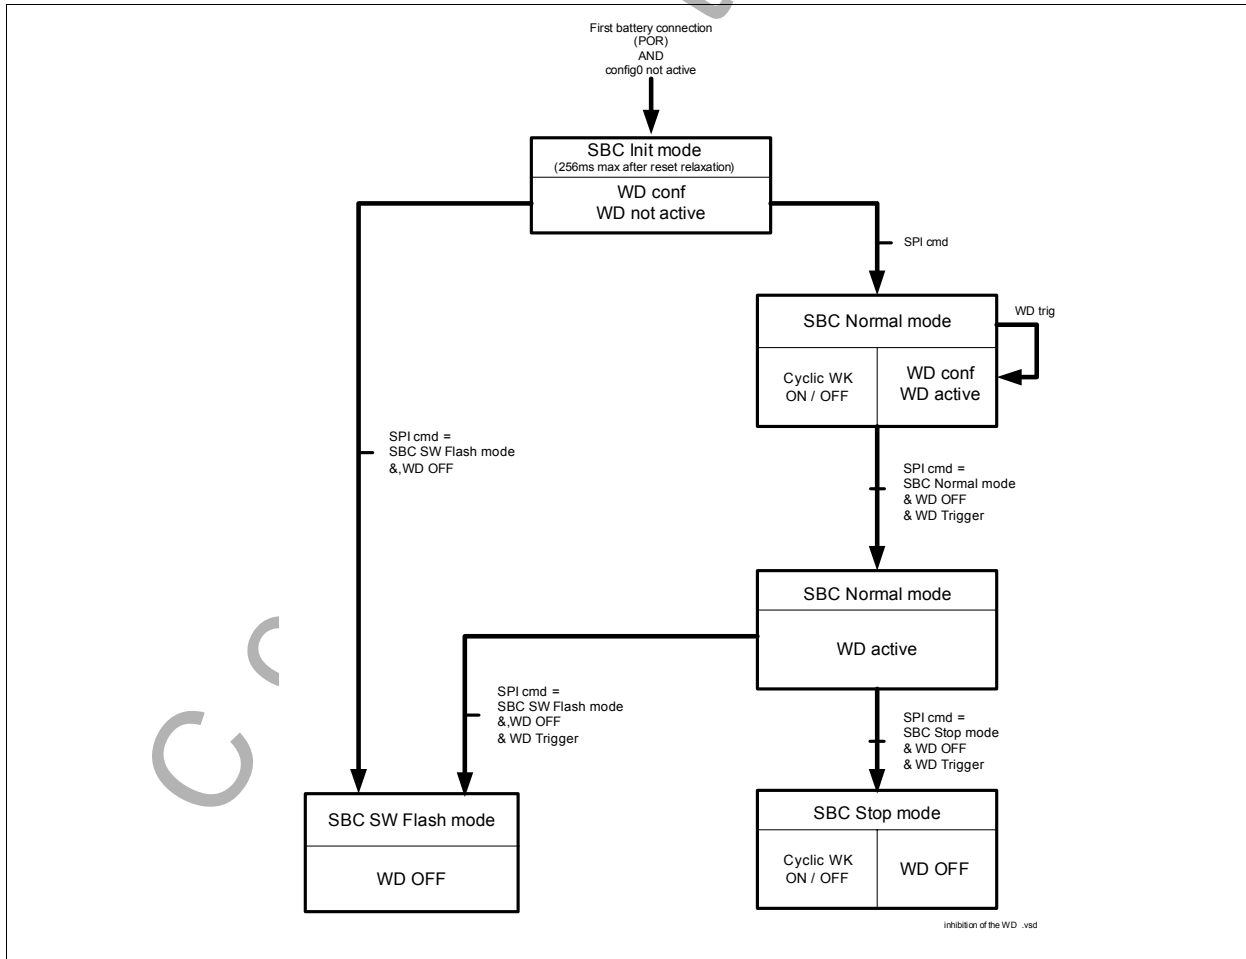 First battery connection
(POR)
AND
config0 not active
SBC Init mode
(256ms max after reset relaxation)
WD conf
WD not active
SPI cmd
SBC Normal mode
WD trig
Cyclic WK
ON / OFF
WD conf
WD active
SPI cmd =
SBC SW Flash mode
&,WD OFF
SPI cmd =
SBC Normal mode
& WD OFF
& WD Trigger
SBC Normal mode
WD active
SPI cmd =
SBC SW Flash mode
&,WD OFF
& WD Trigger
SPI cmd =
SBC Stop mode
& WD OFF
& WD Trigger
SBC SW Flash mode
WD OFF
SBC Stop mode
Cyclic WK
ON / OFF
WD OFF
inhibition of the WD .vsd
C